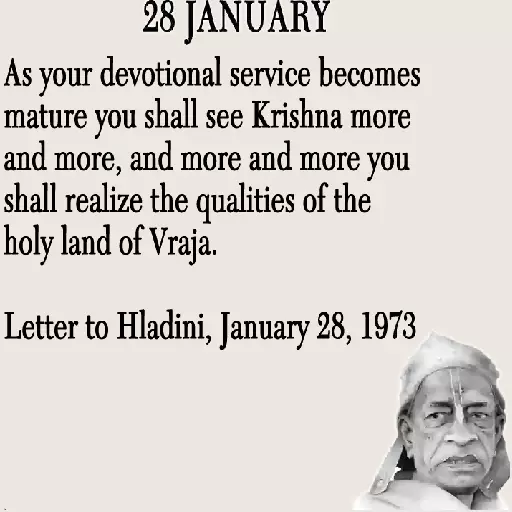 28 JANUARY
As your devotional service becomes
mature you shall see Krishna more
and more, and more and more you
shall realize the qualities of the
holy land of Vraja.
Letter to Hladini, January 28, 1973